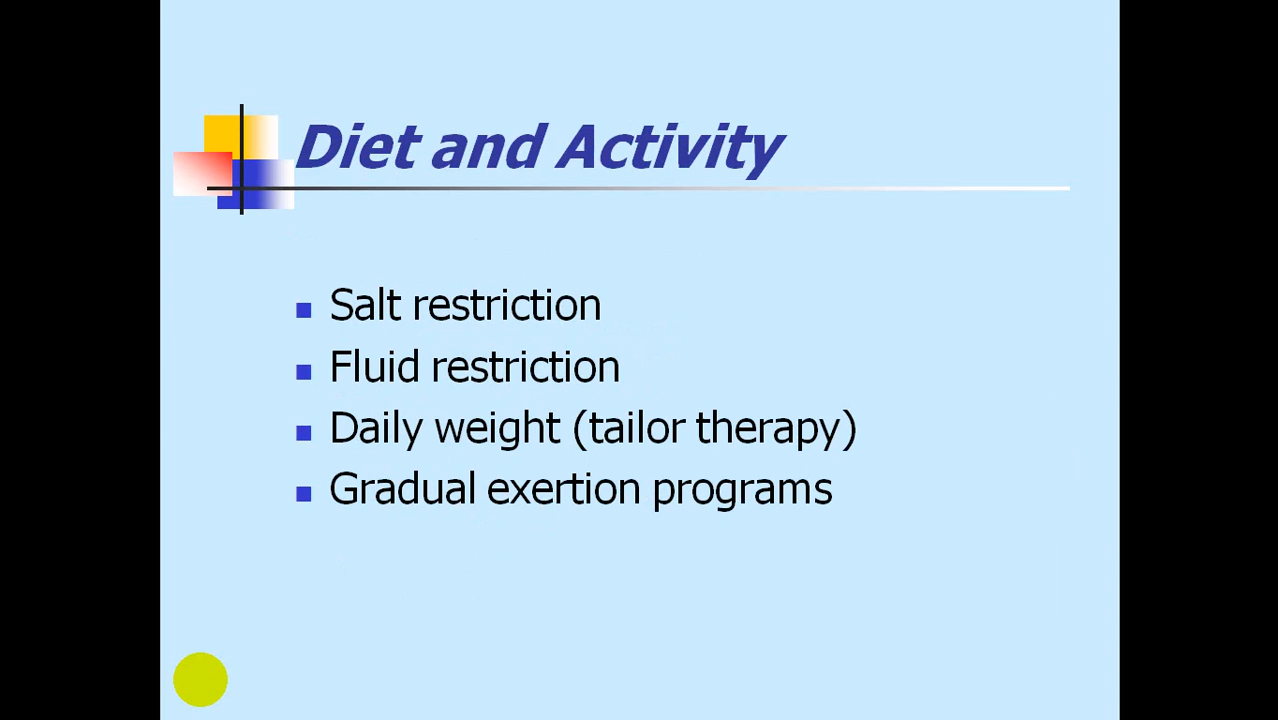 Diet and Activity
Salt restriction
Fluid restriction
Daily weight (tailor therapy)
Gradual exertion programs